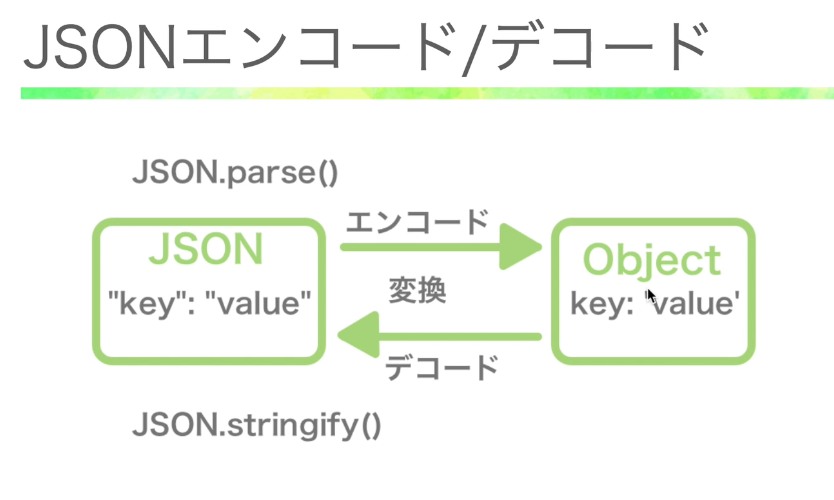 JSONエンコード/デコード
JSON.parse()
エンコード
JSON
"key": "value"
Object
key: 'value'
変換
デコード
JSON.stringify()